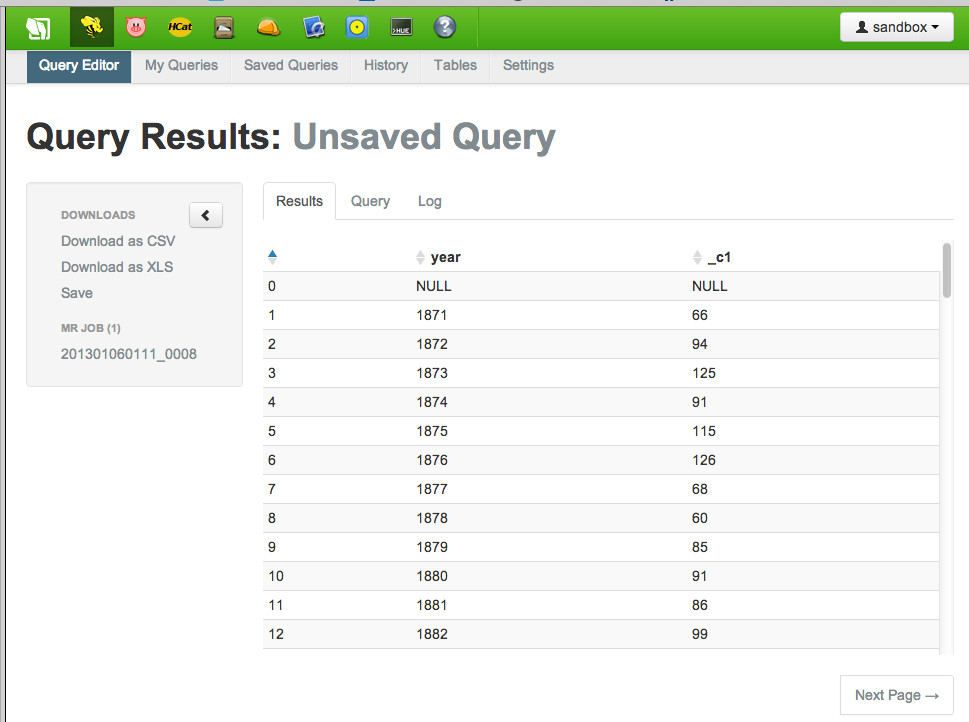 HCat HUE ? sandbox
Query Editor My Queries Saved Queries History Tables Settings
Query Results: Unsaved Query
DOWNLOADS
Download as CSV
Download as XLS
Save
MR JOB (1)
201301060111_0008
Results Query Log
year _c1
0 NULL NULL
1 1871 66
2 1872 94
3 1873 125
4 1874 91
5 1875 115
6 1876 126
7 1877 68
8 1878 60
9 1879 85
10 1880 91
11 1881 86
12 1882 99
Next Page →